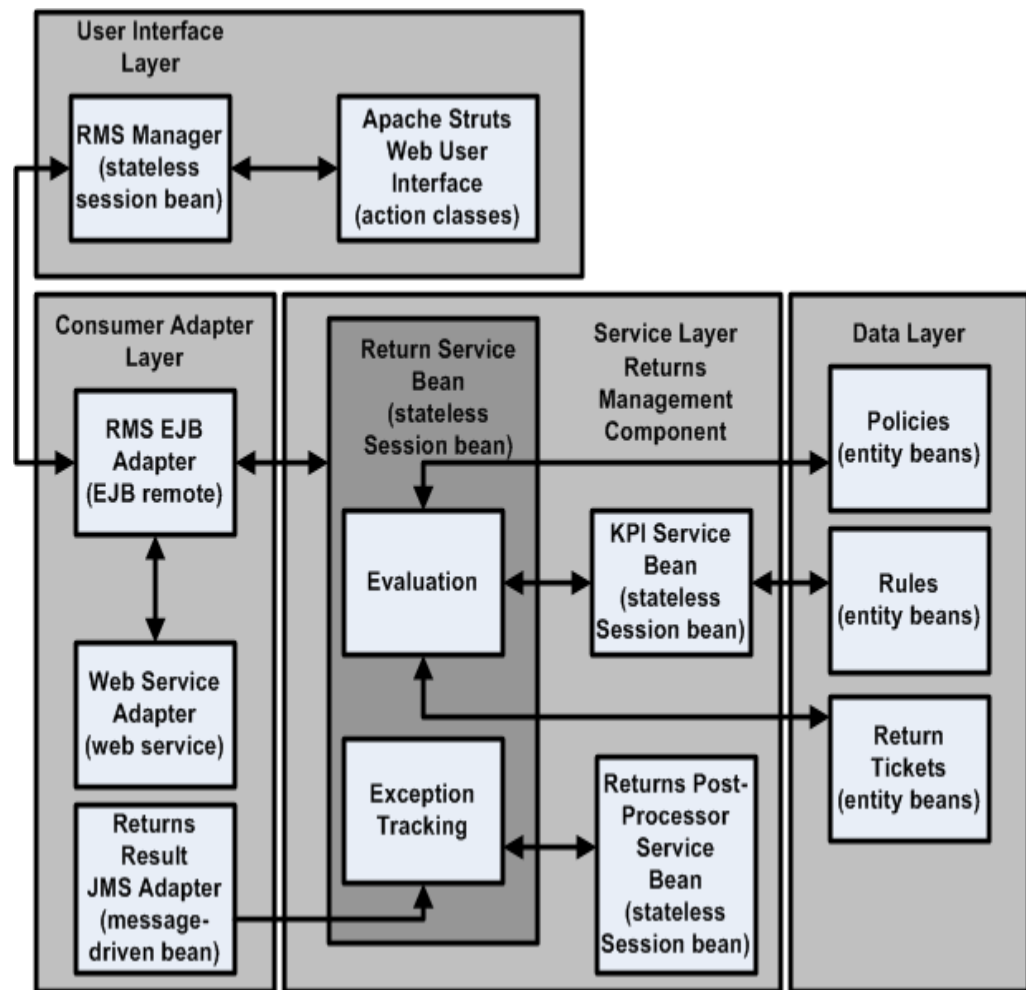 User Interface
Layer
RMS Manager
(stateless
session bean)
Apache Struts
Web User
Interface
(action classes)
Consumer Adapter
Layer
RMS EJB
Adapter
(EJB remote)
Web Service
Adapter
(web service)
Returns
Result
JMS Adapter
(message-
driven bean)
Return Service
Bean
(stateless
Session bean)
Evaluation
Exception
Tracking
Service Layer
Returns
Management
Component
KPI Service
Bean
(stateless
Session bean)
Returns Post-
Processor
Service
Bean
(stateless
Session bean)
Data Layer
Policies
(entity beans)
Rules
(entity beans)
Return
Tickets
(entity beans)